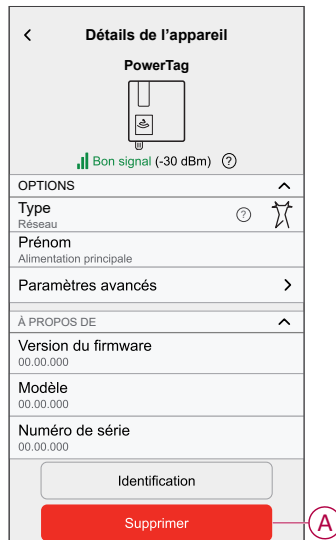 Détails de l'appareil
PowerTag
Bon signal (-30 dBm) ?
OPTIONS
Type ?
Réseau
Prénom
Alimentation principale
Paramètres avancés
À PROPOS DE
Version du firmware
00.00.000
Modèle
00.00.000
Numéro de série
00.00.000
Identification
Supprimer A